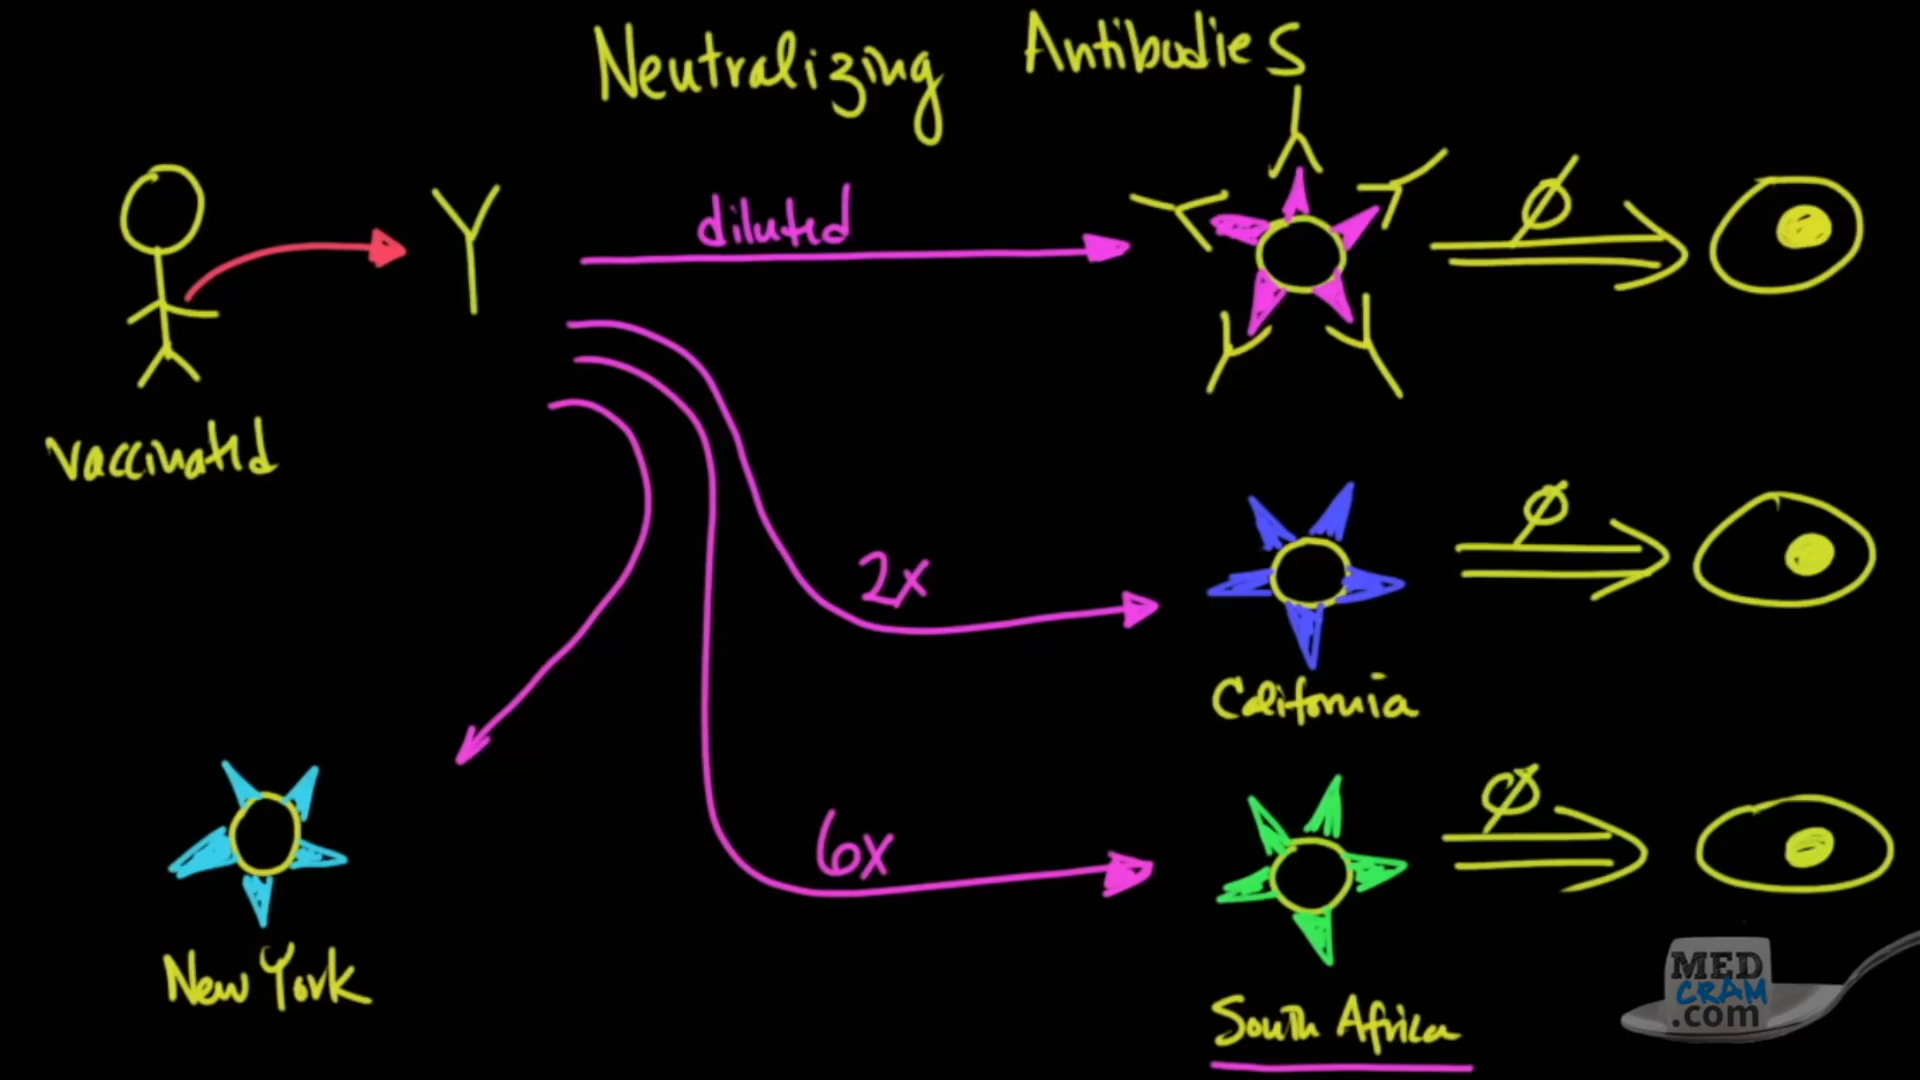 Neutralizing Antibodies
diluted
Ø
vaccinated
2x
Ø
California
6x
Ø
New York
South Africa
MED
CRAM
.com